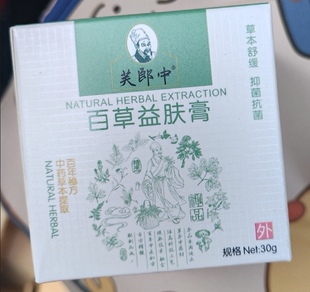 芙郎中
NATURAL HERBAL EXTRACTION
百草益肤膏
草本舒缓 抑菌抗菌
百年秘方
中药草本提取
NATURAL HERBAL
外
规格 Net:30g